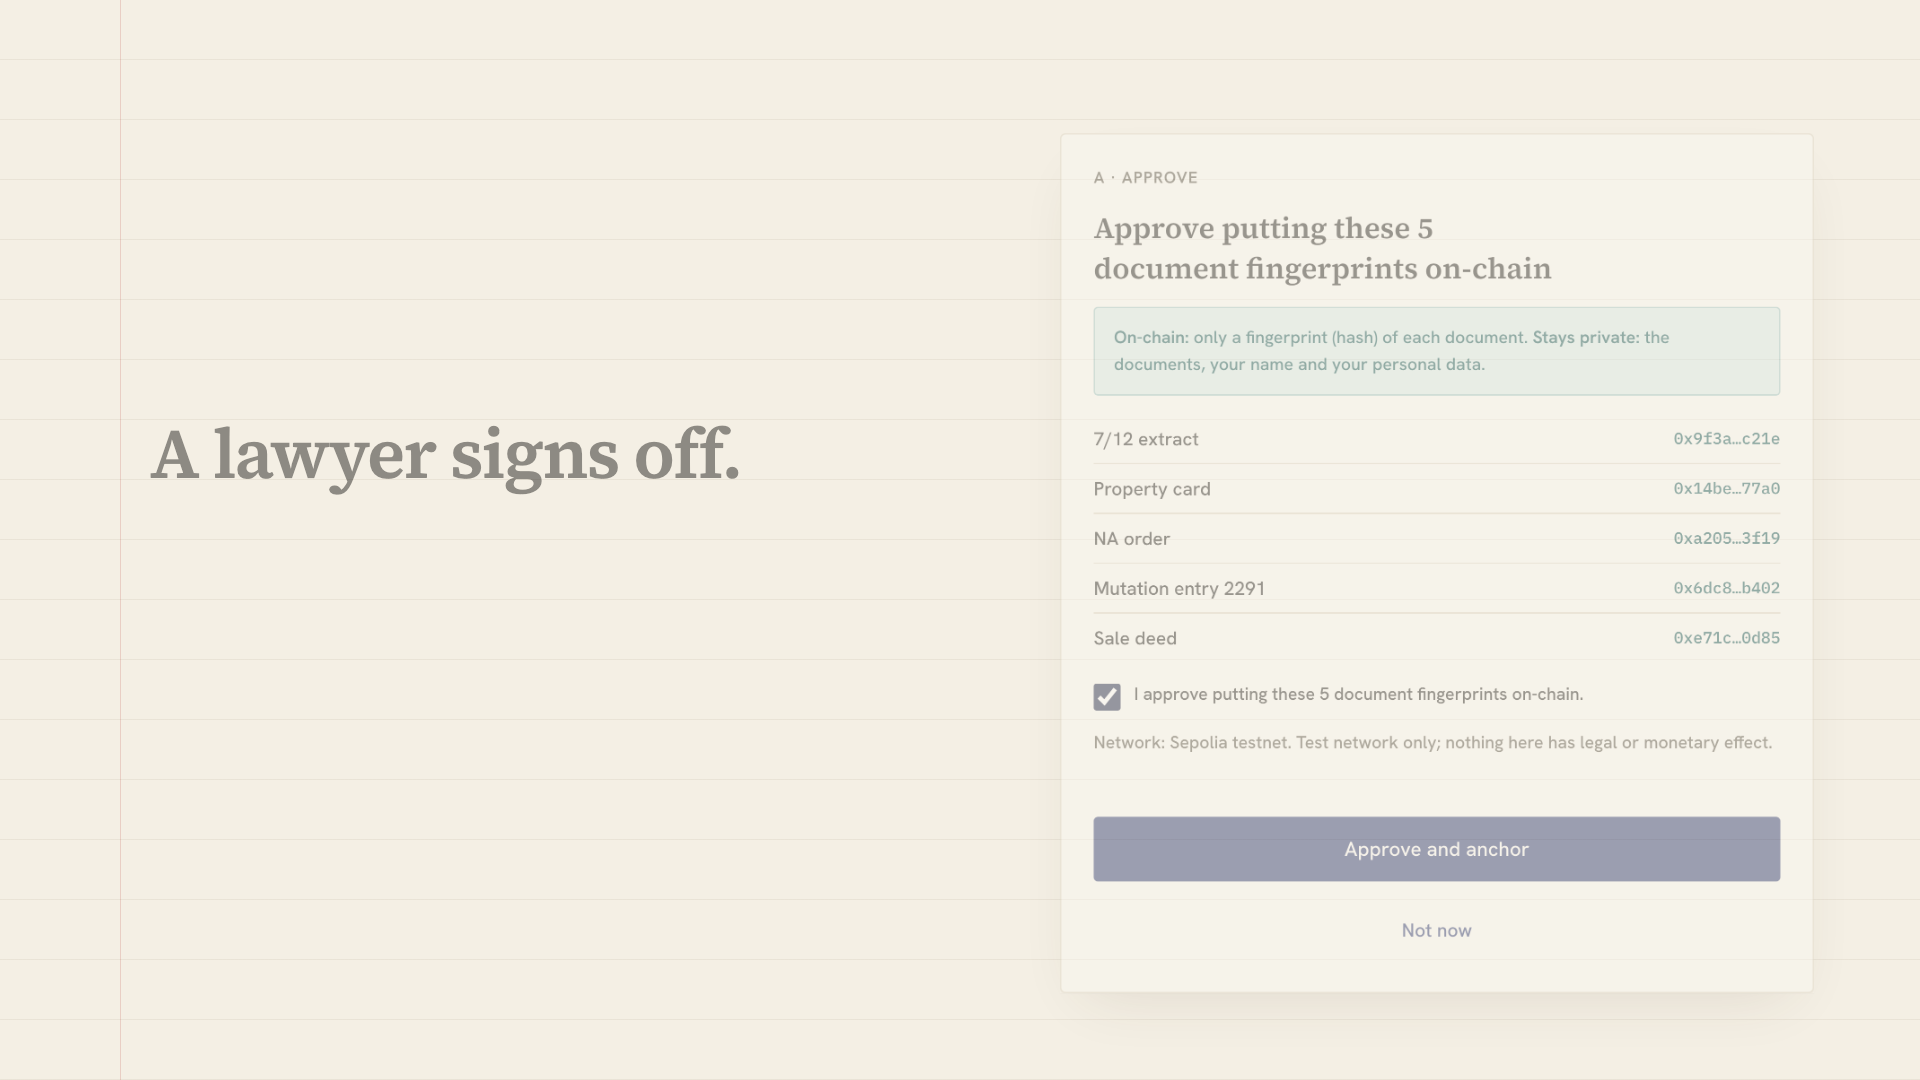 A lawyer signs off.
A · APPROVE
Approve putting these 5
document fingerprints on-chain
On-chain: only a fingerprint (hash) of each document. Stays private: the
documents, your name and your personal data.
7/12 extract 0x9f3a…c21e
Property card 0x14be…77a0
NA order 0xa205…3f19
Mutation entry 2291 0x6dc8…b402
Sale deed 0xe71c…0d85
I approve putting these 5 document fingerprints on-chain.
Network: Sepolia testnet. Test network only; nothing here has legal or monetary effect.
Approve and anchor
Not now